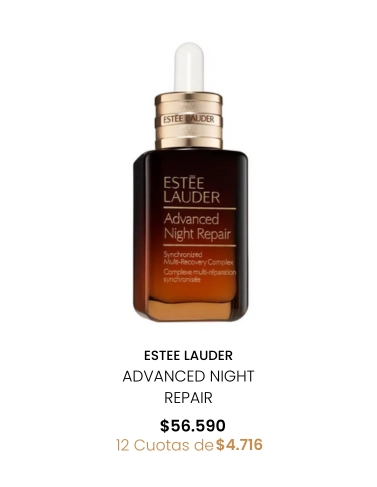 ESTĒE LAUDER
ESTĒE
LAUDER
Advanced
Night Repair
Synchronized
Multi-Recovery Complex
Complexe multi-réparation
synchronisée
ESTEE LAUDER
ADVANCED NIGHT
REPAIR
$56.590
12 Cuotas de $4.716